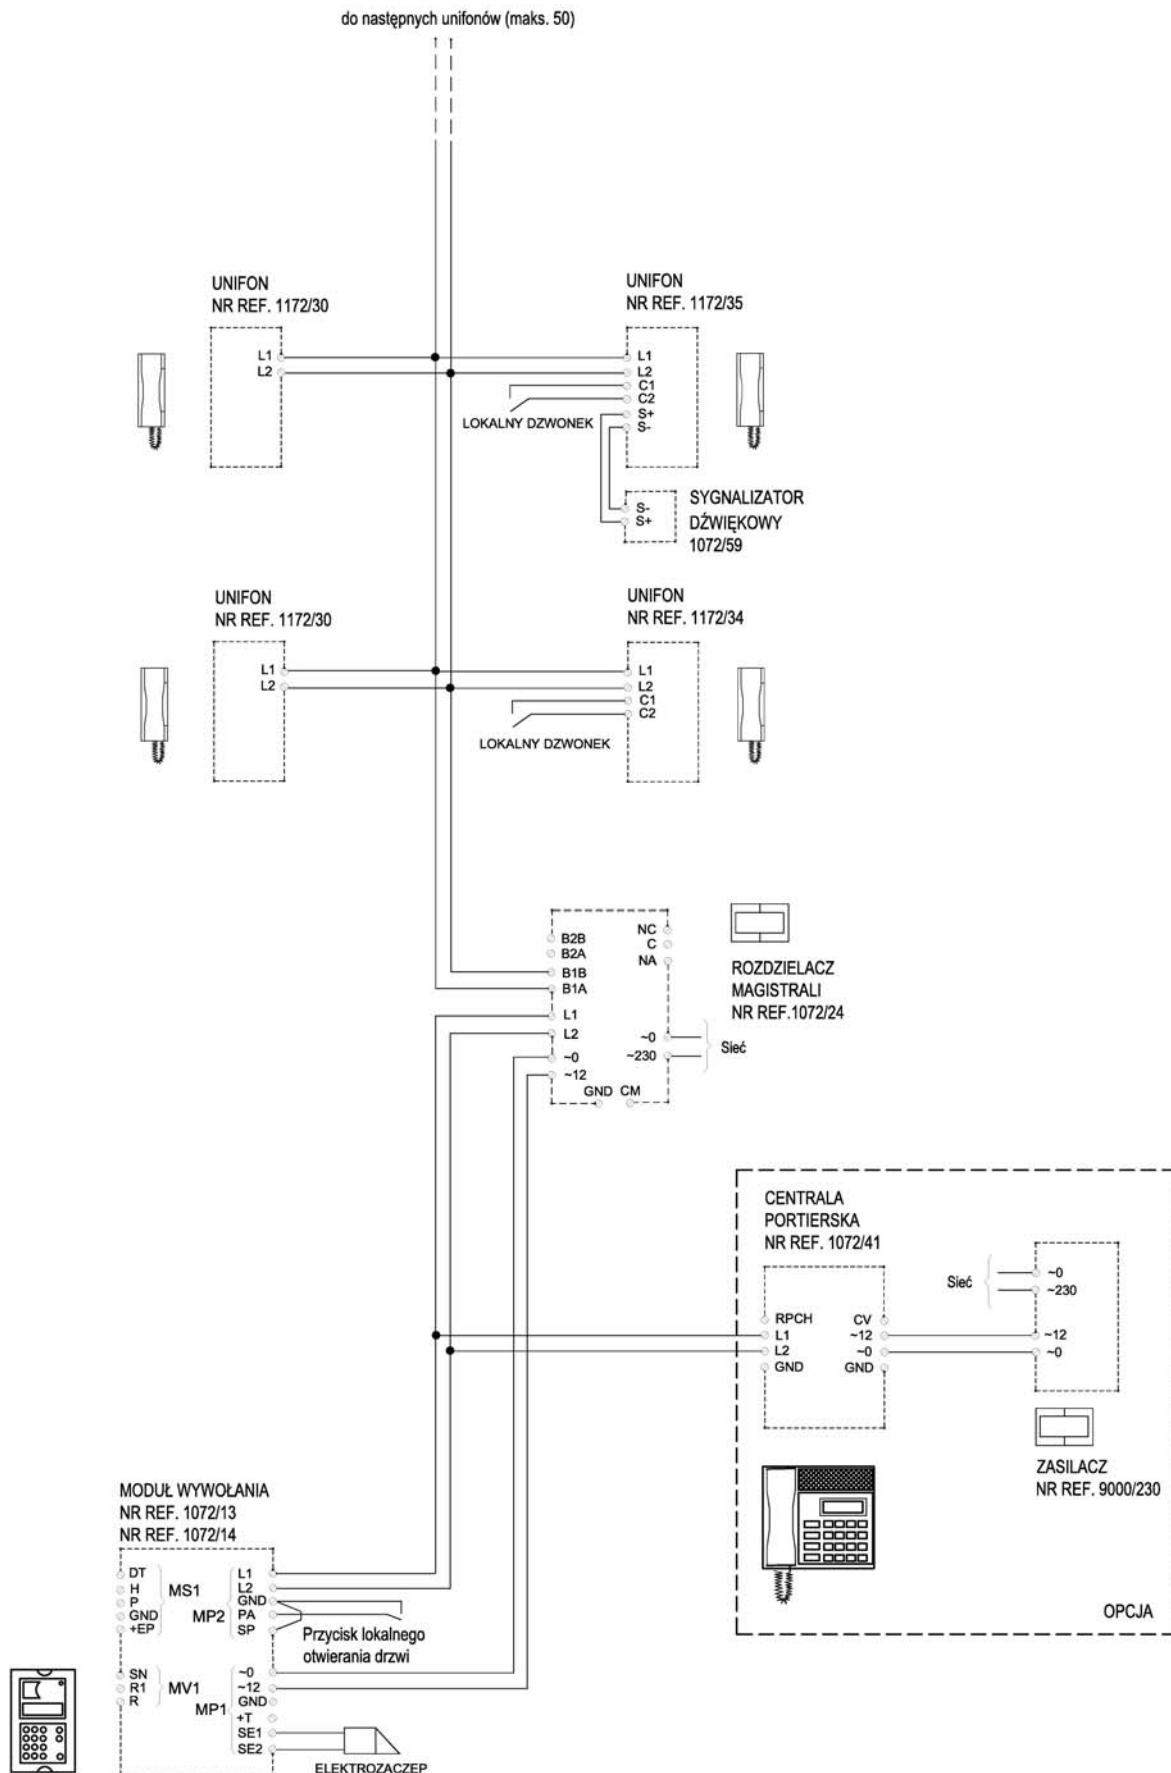 do następnych unifonów (maks. 50)
UNIFON
NR REF. 1172/30
L1
L2
UNIFON
NR REF. 1172/35
L1
L2
C1
C2
S+
S-
LOKALNY DZWONEK
S-
S+
SYGNALIZATOR
DŹWIĘKOWY
1072/59
UNIFON
NR REF. 1172/30
L1
L2
UNIFON
NR REF. 1172/34
L1
L2
C1
C2
LOKALNY DZWONEK
B2B
B2A
B1B
B1A
L1
L2
~0
~12
NC
C
NA
~0
~230
GND CM
Sieć
ROZDZIELACZ
MAGISTRALI
NR REF.1072/24
CENTRALA
PORTIERSKA
NR REF. 1072/41
RPCH
L1
L2
GND
CV
~12
~0
GND
Sieć
~0
~230
~12
~0
ZASILACZ
NR REF. 9000/230
OPCJA
MODUŁ WYWOŁANIA
NR REF. 1072/13
NR REF. 1072/14
DT
H
P
GND
+EP
MS1
MP2
L1
L2
GND
PA
SP
Przycisk lokalnego
otwierania drzwi
SN
R1
R
MV1
MP1
~0
~12
GND
+T
SE1
SE2
ELEKTROZACZEP